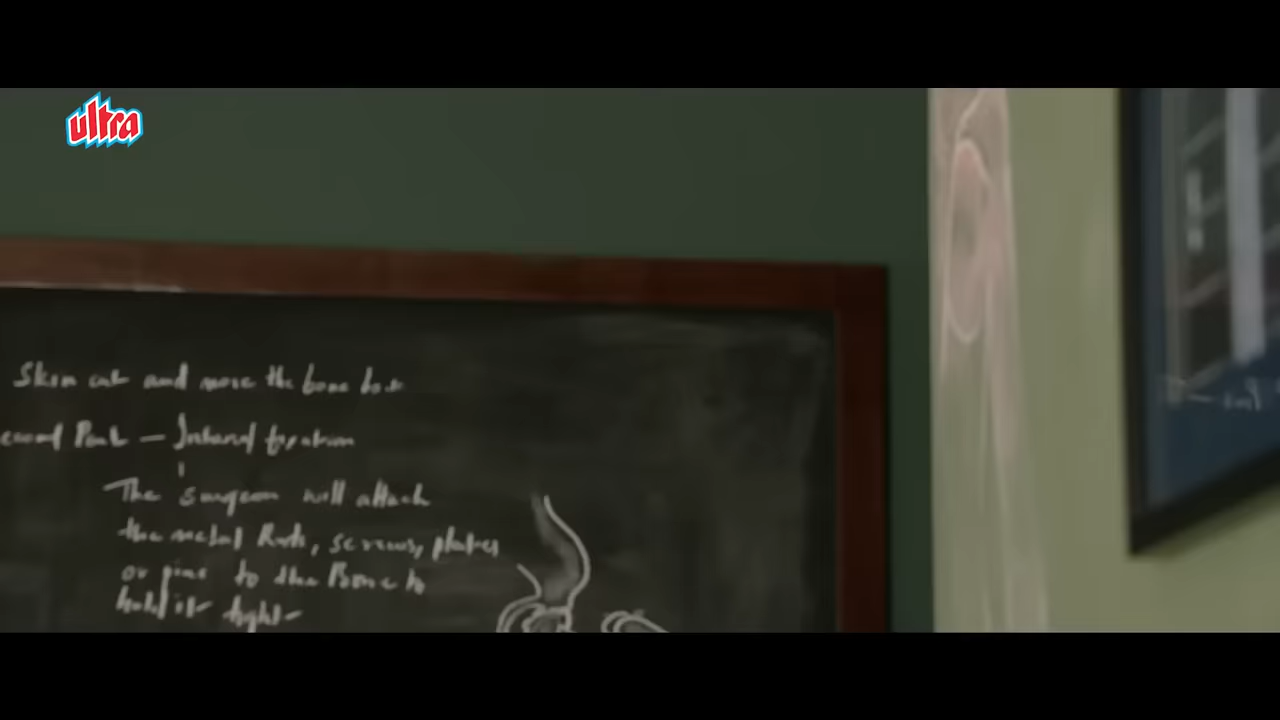 ultra
Skin cut and move the bone back
Part — Internal fixation
The surgeon will attach
the metal Rods, screws, plates
or pins to the Bone to
hold it tight